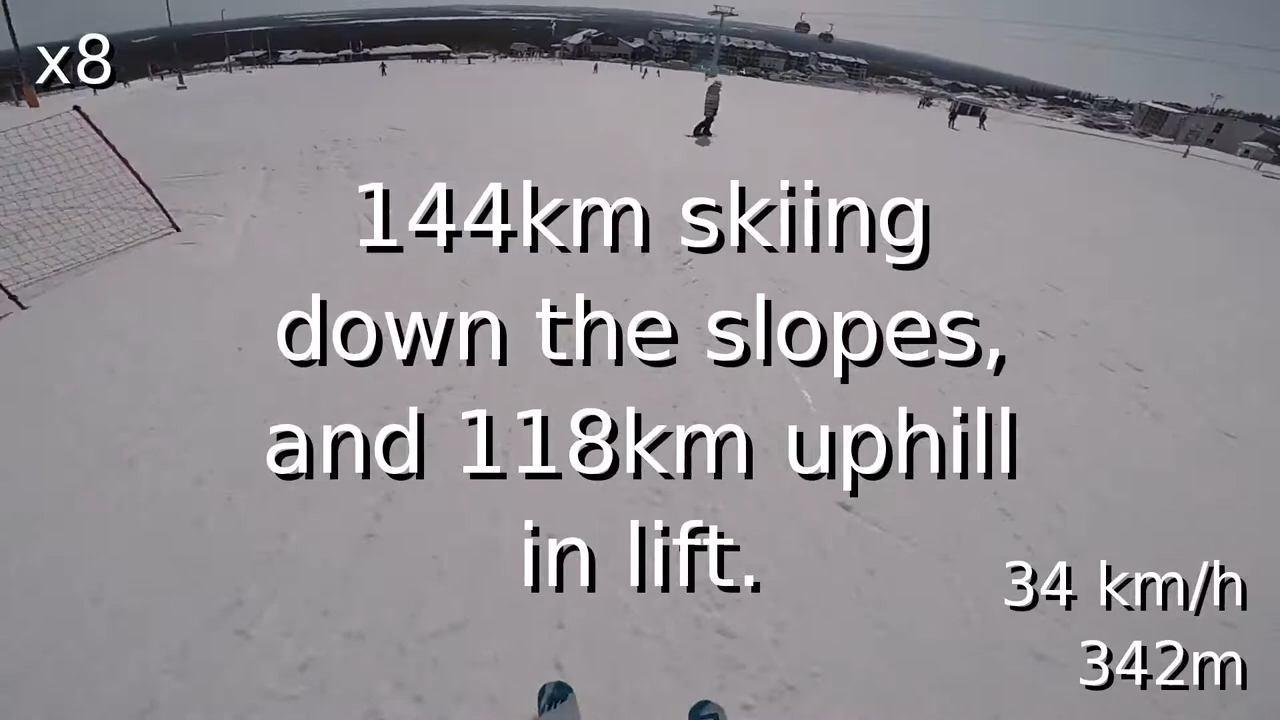 x8
144km skiing
down the slopes,
and 118km uphill
in lift.
34 km/h
342m